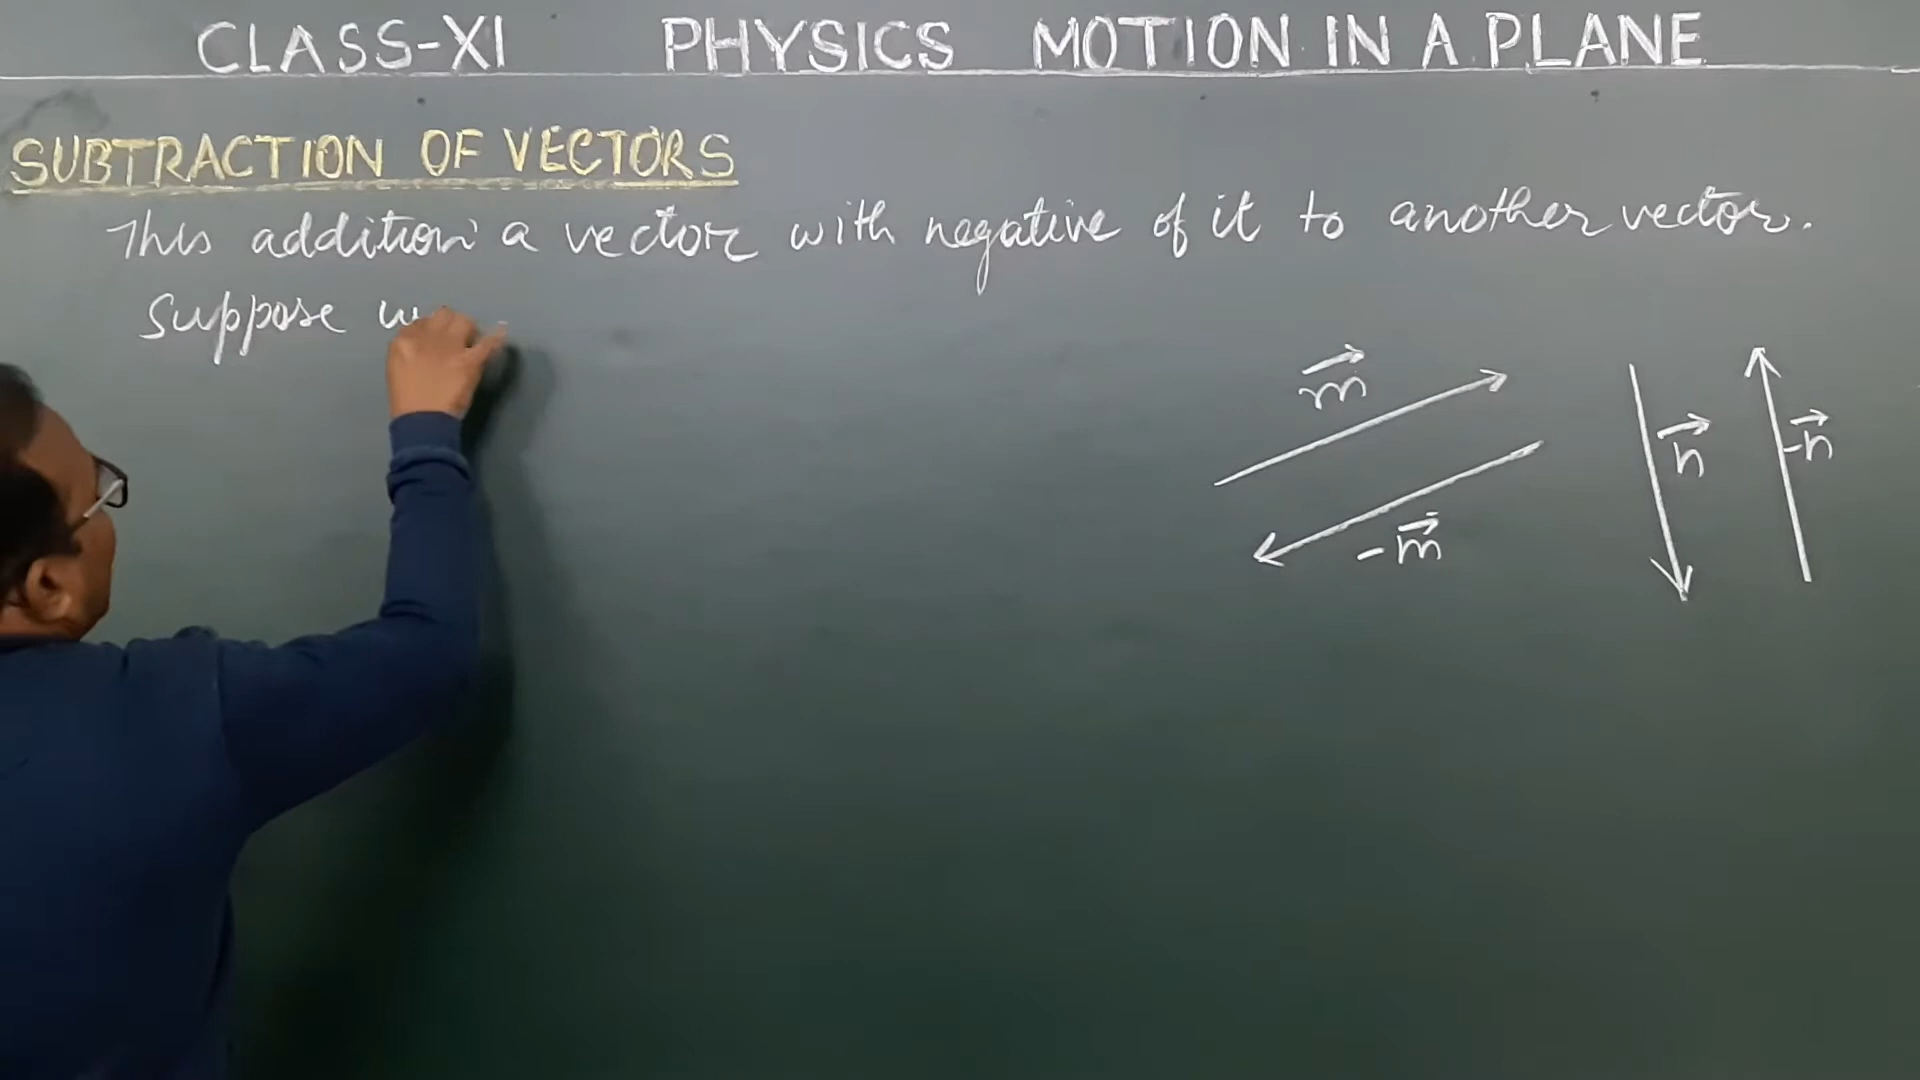 CLASS-XI PHYSICS MOTION IN A PLANE
SUBTRACTION OF VECTORS
This addition a vector with negative of it to another vector.
Suppose
m
-m
n
-n